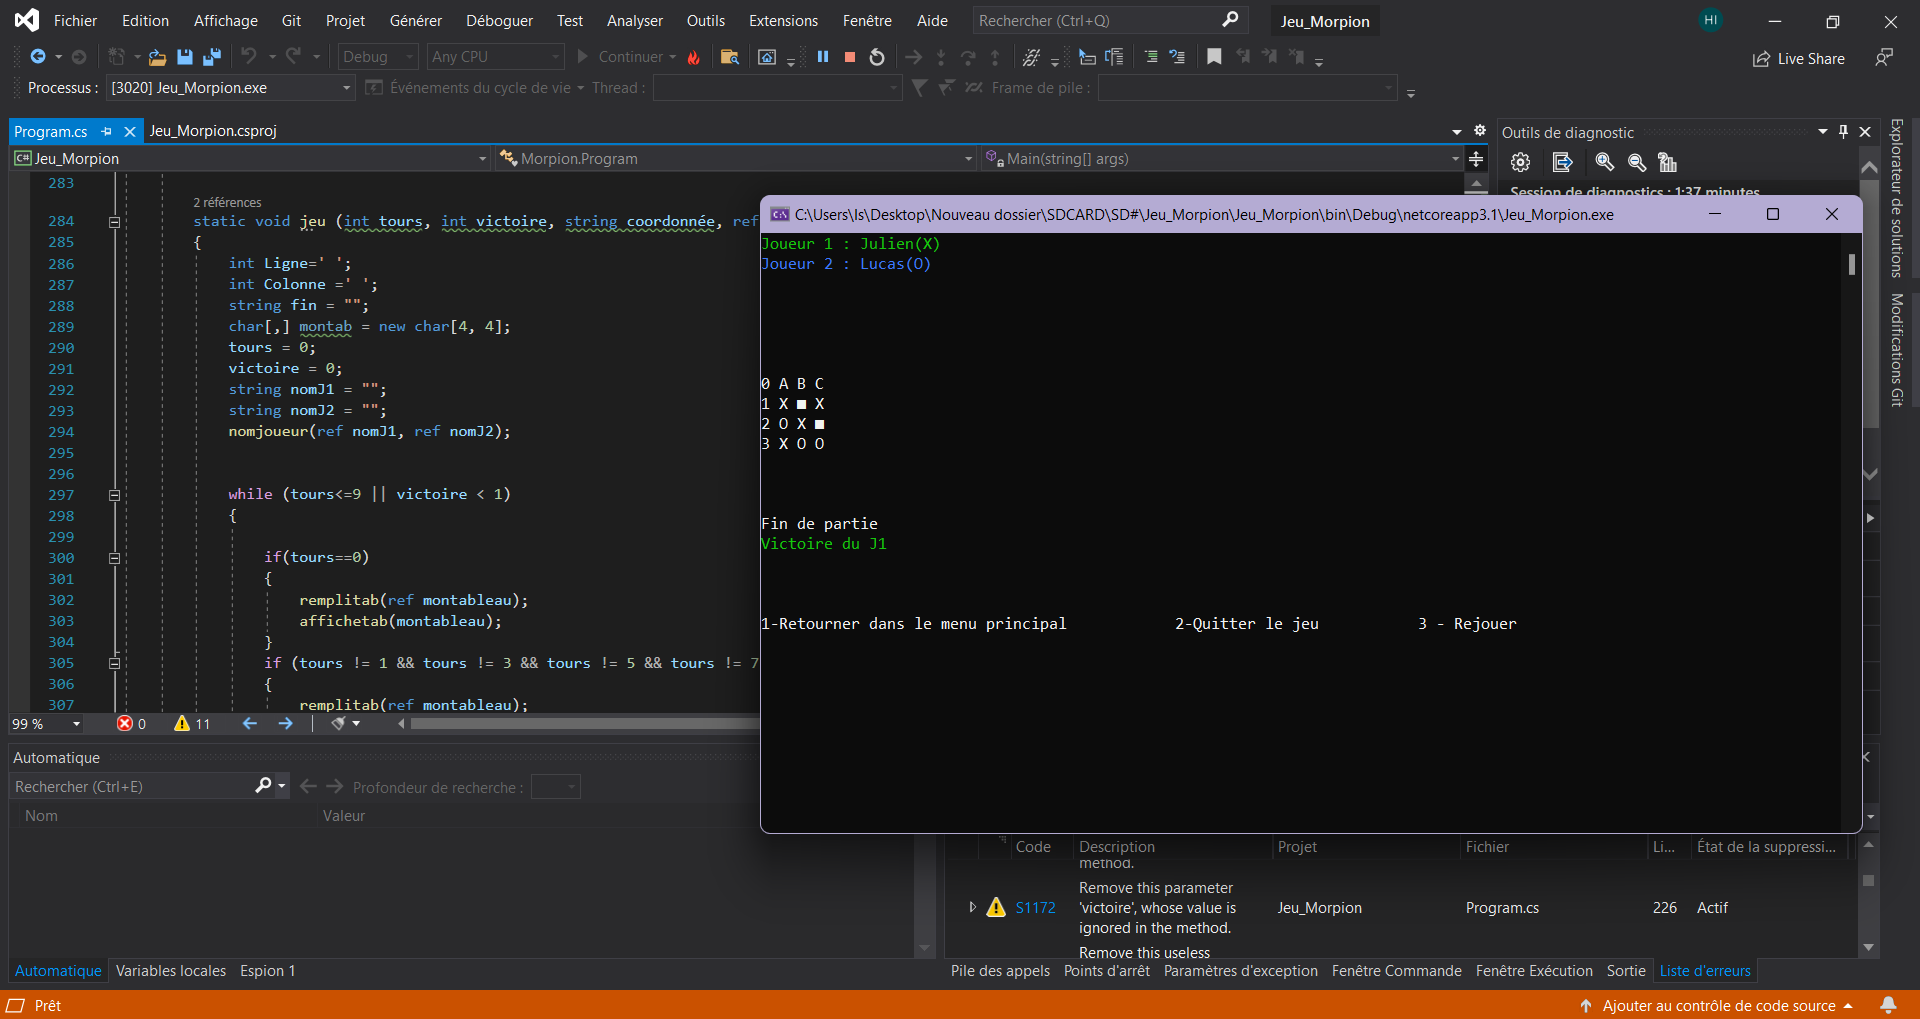 Fichier Edition Affichage Git Projet Générer Déboguer Test Analyser Outils Extensions Fenêtre Aide Rechercher (Ctrl+Q) Jeu_Morpion HI
Debug Any CPU Continuer Live Share
Processus : [3020] Jeu_Morpion.exe Événements du cycle de vie Thread : Frame de pile :
Program.cs Jeu_Morpion.csproj
C# Jeu_Morpion Morpion.Program Main(string[] args)
Outils de diagnostic
Session de diagnostics : 1:37 minutes
Explorateur de solutions
Modifications Git
283
2 références
284 static void jeu (int tours, int victoire, string coordonnée, ref
285 {
286 int Ligne=' ';
287 int Colonne =' ';
288 string fin = "";
289 char[,] montab = new char[4, 4];
290 tours = 0;
291 victoire = 0;
292 string nomJ1 = "";
293 string nomJ2 = "";
294 nomjoueur(ref nomJ1, ref nomJ2);
295
296
297 while (tours<=9 || victoire < 1)
298 {
299
300 if(tours==0)
301 {
302 remplitab(ref montableau);
303 affichetab(montableau);
304 }
305 if (tours != 1 && tours != 3 && tours != 5 && tours != 7
306 {
307 remplitab(ref montableau);
99 % 0 11
C:\Users\Is\Desktop\Nouveau dossier\SDCARD\SD#\Jeu_Morpion\Jeu_Morpion\bin\Debug\netcoreapp3.1\Jeu_Morpion.exe
Joueur 1 : Julien(X)
Joueur 2 : Lucas(O)
0 A B C
1 X ■ X
2 O X ■
3 X O O
Fin de partie
Victoire du J1
1-Retourner dans le menu principal 2-Quitter le jeu 3 - Rejouer
Automatique
Rechercher (Ctrl+E) Profondeur de recherche :
Nom Valeur
Automatique Variables locales Espion 1
Code Description Projet Fichier Li... État de la suppressi...
method.
Remove this parameter
S1172 'victoire', whose value is Jeu_Morpion Program.cs 226 Actif
ignored in the method.
Remove this useless
Pile des appels Points d'arrêt Paramètres d'exception Fenêtre Commande Fenêtre Exécution Sortie Liste d'erreurs
Prêt Ajouter au contrôle de code source